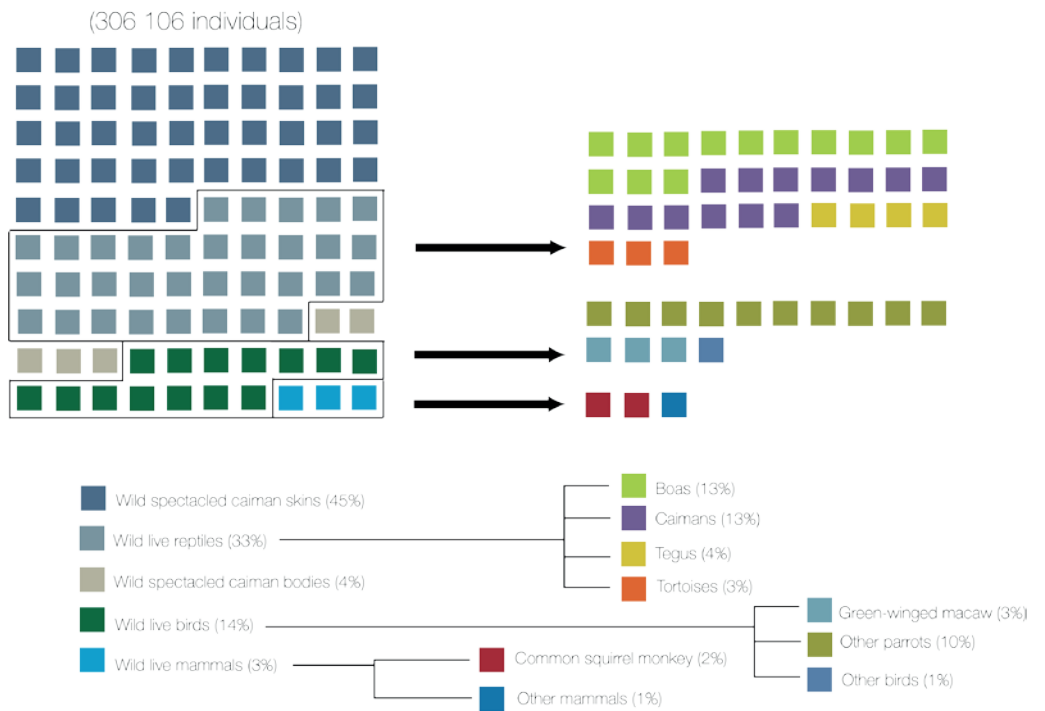 (306 106 individuals)
Wild spectacled caiman skins (45%)
Wild live reptiles (33%)
Wild spectacled caiman bodies (4%)
Wild live birds (14%)
Wild live mammals (3%)
Boas (13%)
Caimans (13%)
Tegus (4%)
Tortoises (3%)
Green-winged macaw (3%)
Other parrots (10%)
Other birds (1%)
Common squirrel monkey (2%)
Other mammals (1%)